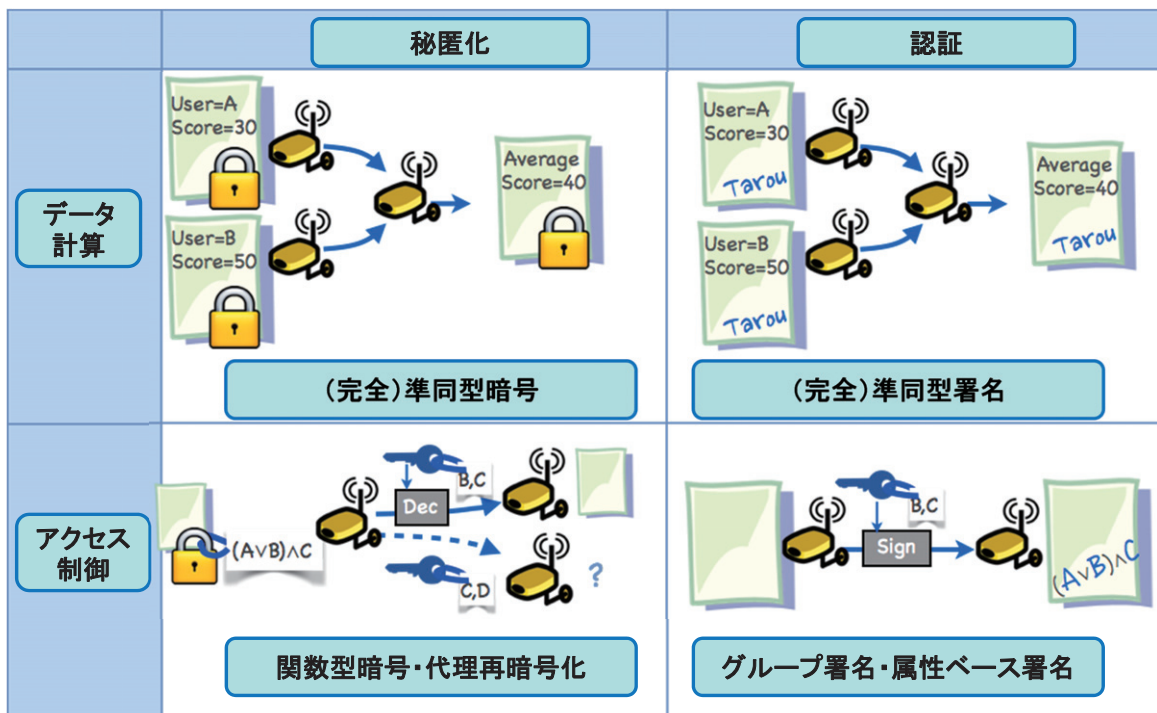 秘匿化
認証
データ
計算
User=A
Score=30
User=B
Score=50
Average
Score=40
(完全)準同型暗号
User=A
Score=30
Tarou
User=B
Score=50
Tarou
Average
Score=40
Tarou
(完全)準同型署名
アクセス
制御
(A∨B)∧C
B,C
Dec
C,D
?
関数型暗号・代理再暗号化
B,C
Sign
(A∨B)∧C
グループ署名・属性ベース署名